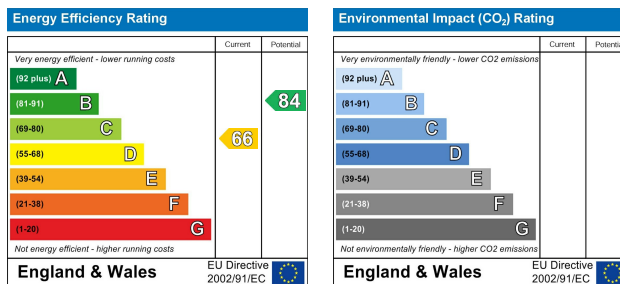 Energy Efficiency Rating
Current Potential
Very energy efficient - lower running costs
(92 plus) A
(81-91) B
(69-80) C
(55-68) D
(39-54) E
(21-38) F
(1-20) G
66
84
Not energy efficient - higher running costs
England & Wales
EU Directive
2002/91/EC
Environmental Impact (CO₂) Rating
Current Potential
Very environmentally friendly - lower CO2 emissions
(92 plus) A
(81-91) B
(69-80) C
(55-68) D
(39-54) E
(21-38) F
(1-20) G
Not environmentally friendly - higher CO2 emissions
England & Wales
EU Directive
2002/91/EC